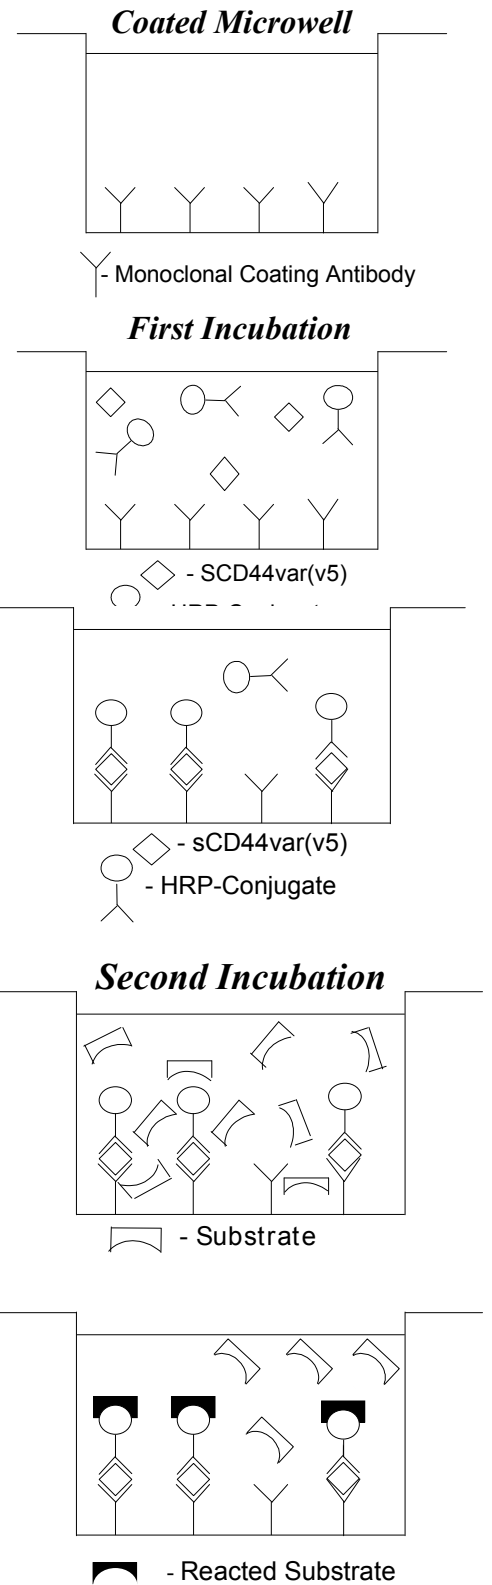 Coated Microwell
- Monoclonal Coating Antibody
First Incubation
- SCD44var(v5)
- sCD44var(v5)
- HRP-Conjugate
Second Incubation
- Substrate
- Reacted Substrate